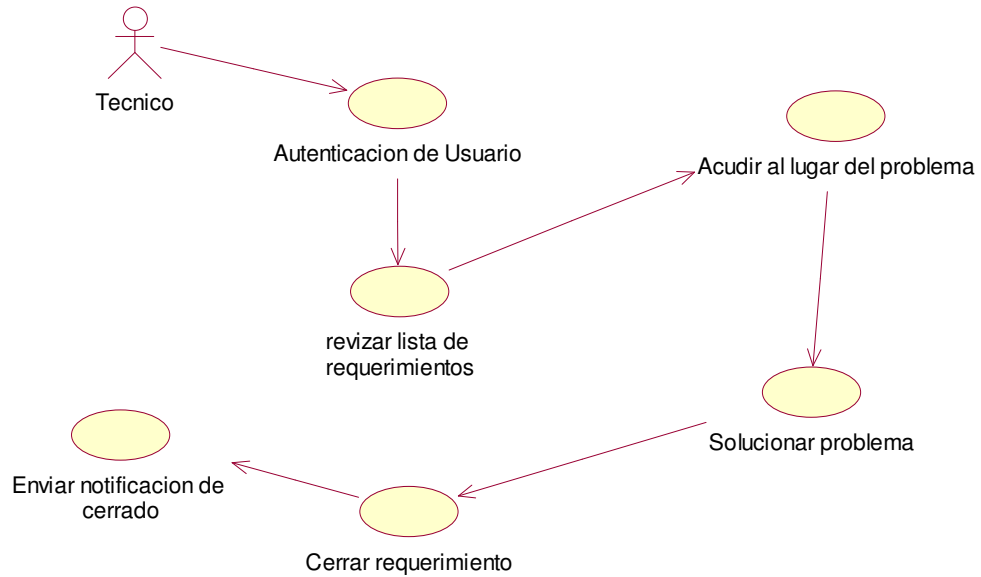 Tecnico
Autenticacion de Usuario
Acudir al lugar del problema
revizar lista de
requerimientos
Solucionar problema
Enviar notificacion de
cerrado
Cerrar requerimiento